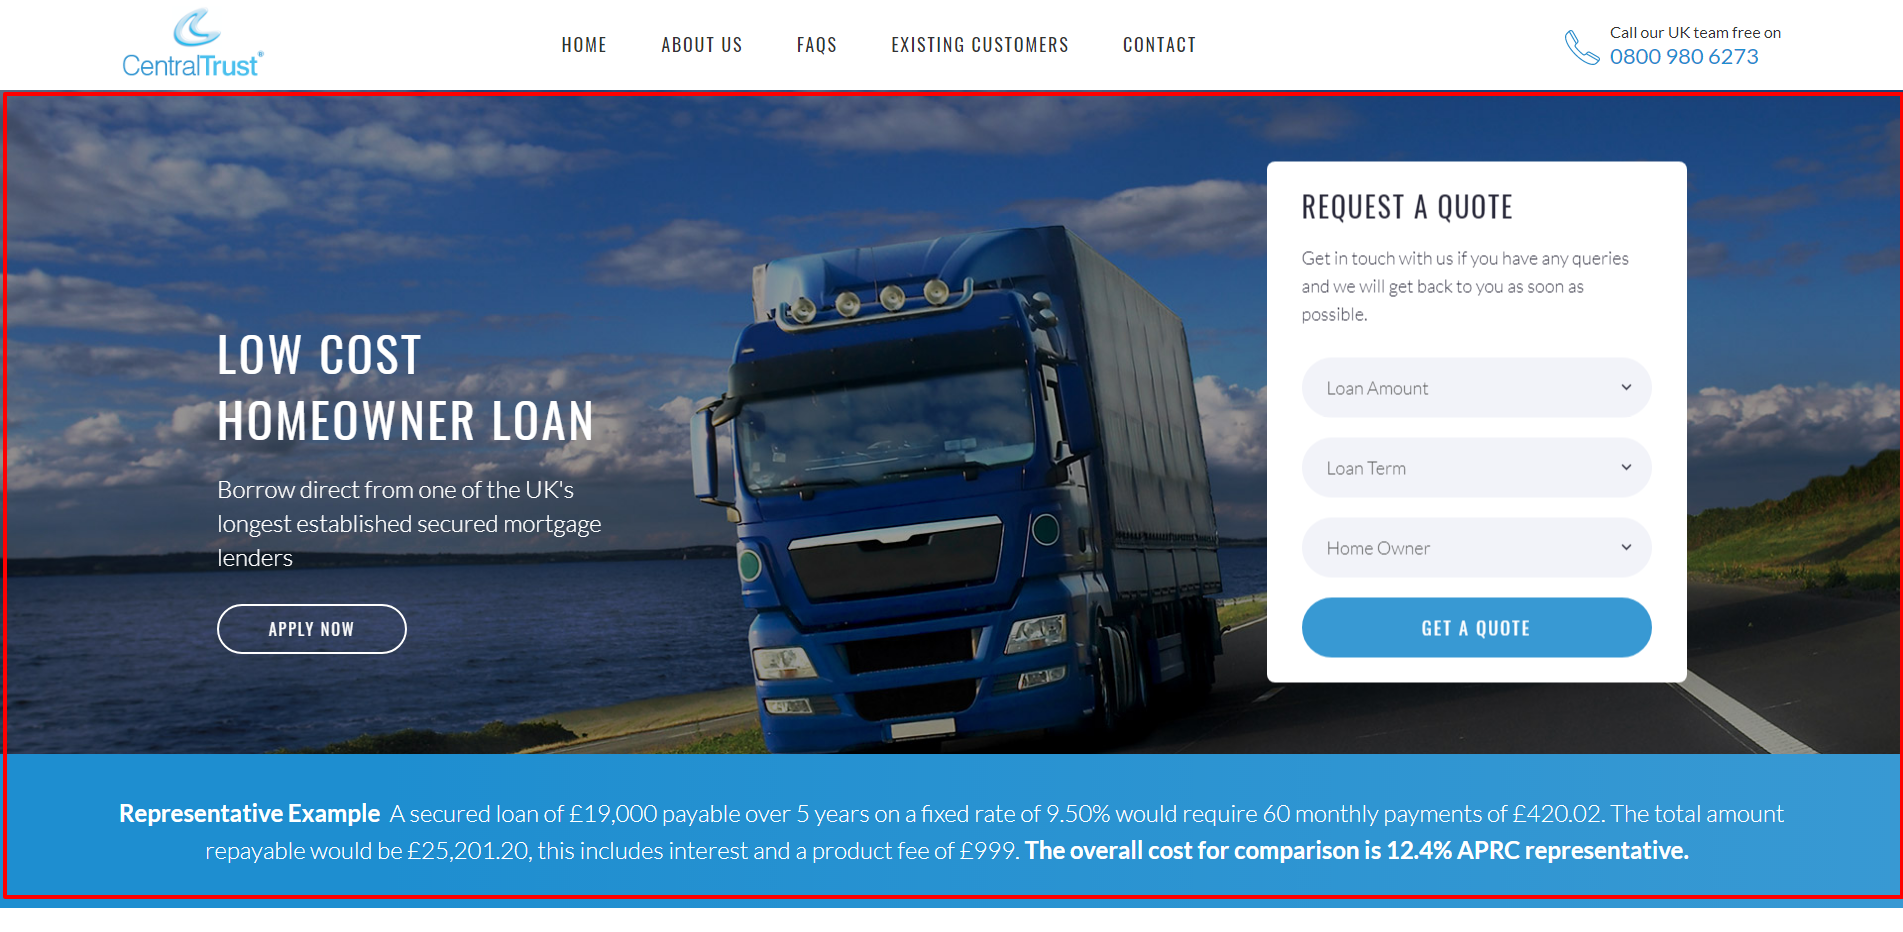 CentralTrust®
HOME
ABOUT US
FAQS
EXISTING CUSTOMERS
CONTACT
Call our UK team free on
0800 980 6273
LOW COST
HOMEOWNER LOAN
Borrow direct from one of the UK's
longest established secured mortgage
lenders
APPLY NOW
REQUEST A QUOTE
Get in touch with us if you have any queries
and we will get back to you as soon as
possible.
Loan Amount
Loan Term
Home Owner
GET A QUOTE
Representative Example A secured loan of £19,000 payable over 5 years on a fixed rate of 9.50% would require 60 monthly payments of £420.02. The total amount
repayable would be £25,201.20, this includes interest and a product fee of £999. The overall cost for comparison is 12.4% APRC representative.